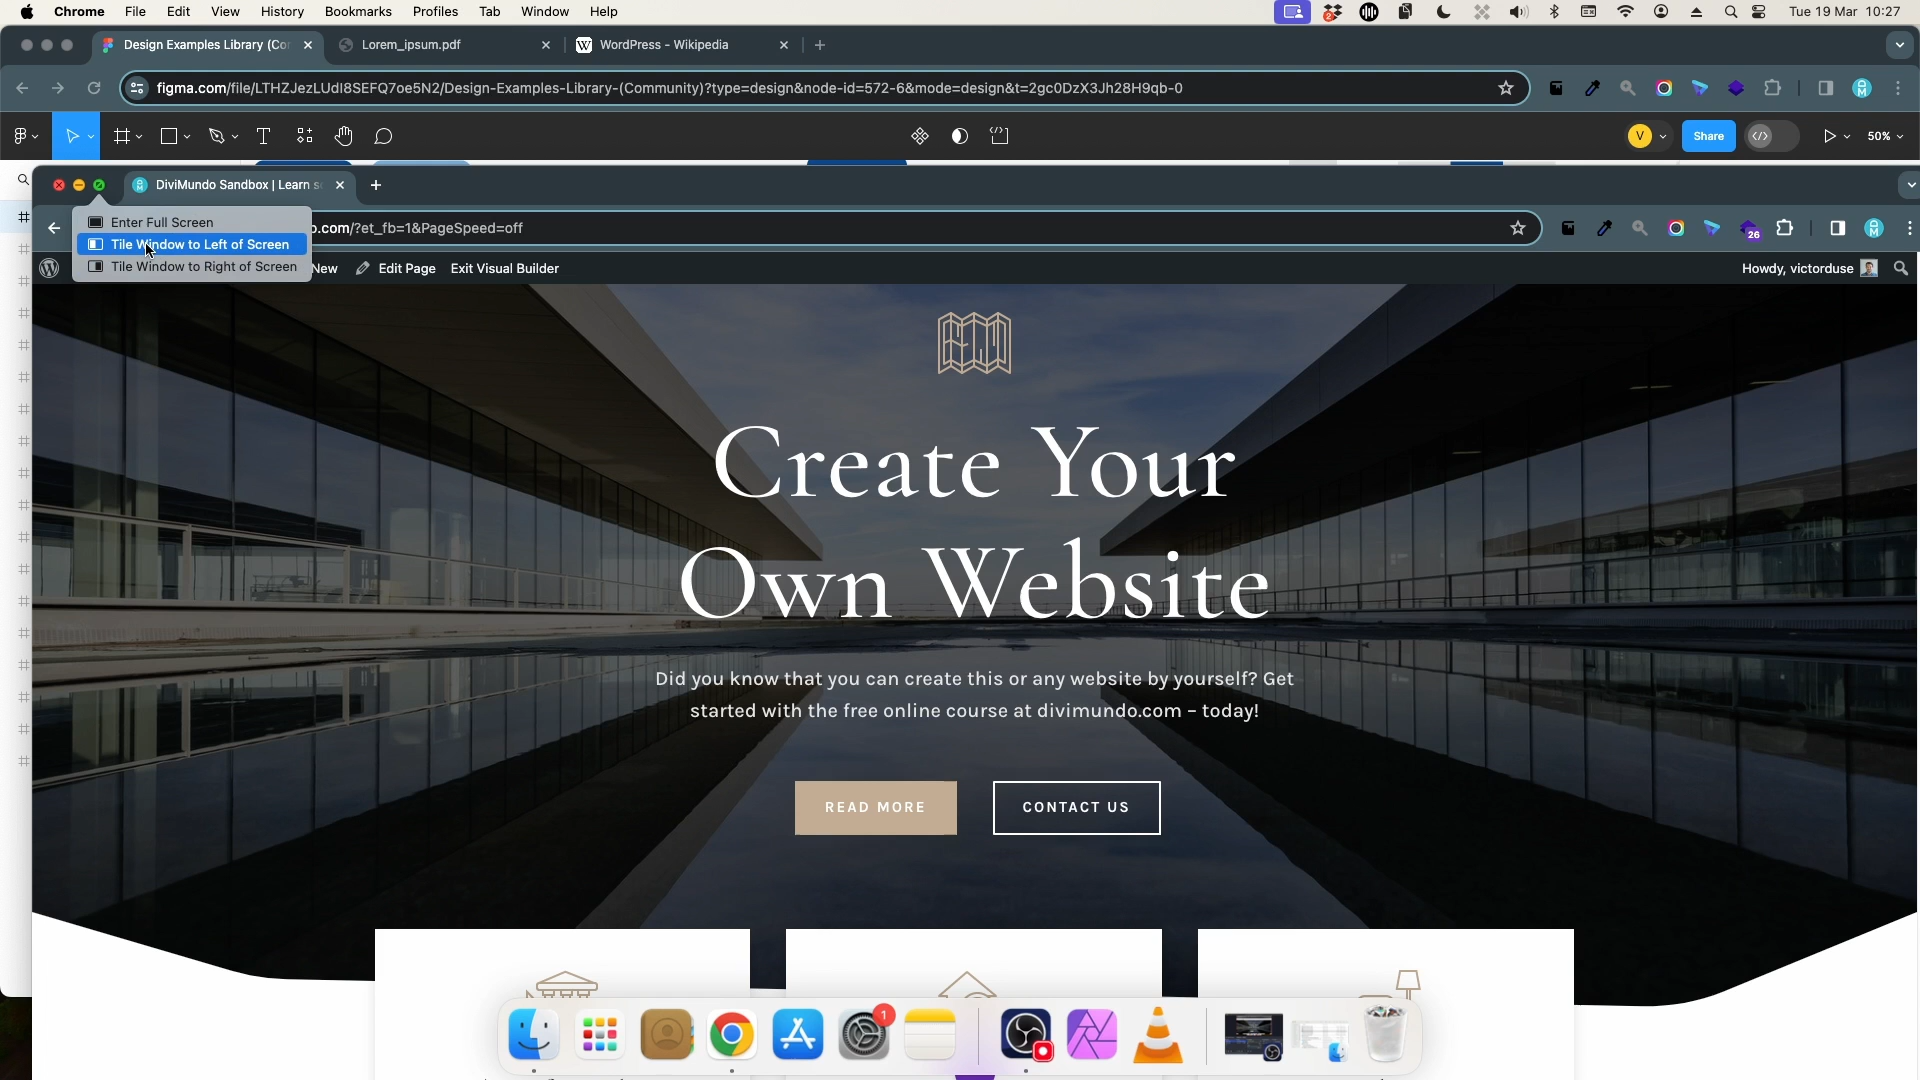 Chrome File Edit View History Bookmarks Profiles Tab Window Help
2
Tue 19 Mar 10:27
Design Examples Library (Co
Lorem_ipsum.pdf
W WordPress - Wikipedia
figma.com/file/LTHZJezLUdI8SEFQ7oe5N2/Design-Examples-Library-(Community)?type=design&node-id=572-6&mode=design&t=2gc0DzX3Jh28H9qb-0
V Share 50%
DiviMundo Sandbox | Learn s
Enter Full Screen
Tile Window to Left of Screen
Tile Window to Right of Screen
o.com/?et_fb=1&PageSpeed=off
26
New Edit Page Exit Visual Builder
Howdy, victorduse
Create Your
Own Website
Did you know that you can create this or any website by yourself? Get
started with the free online course at divimundo.com – today!
READ MORE
CONTACT US
1